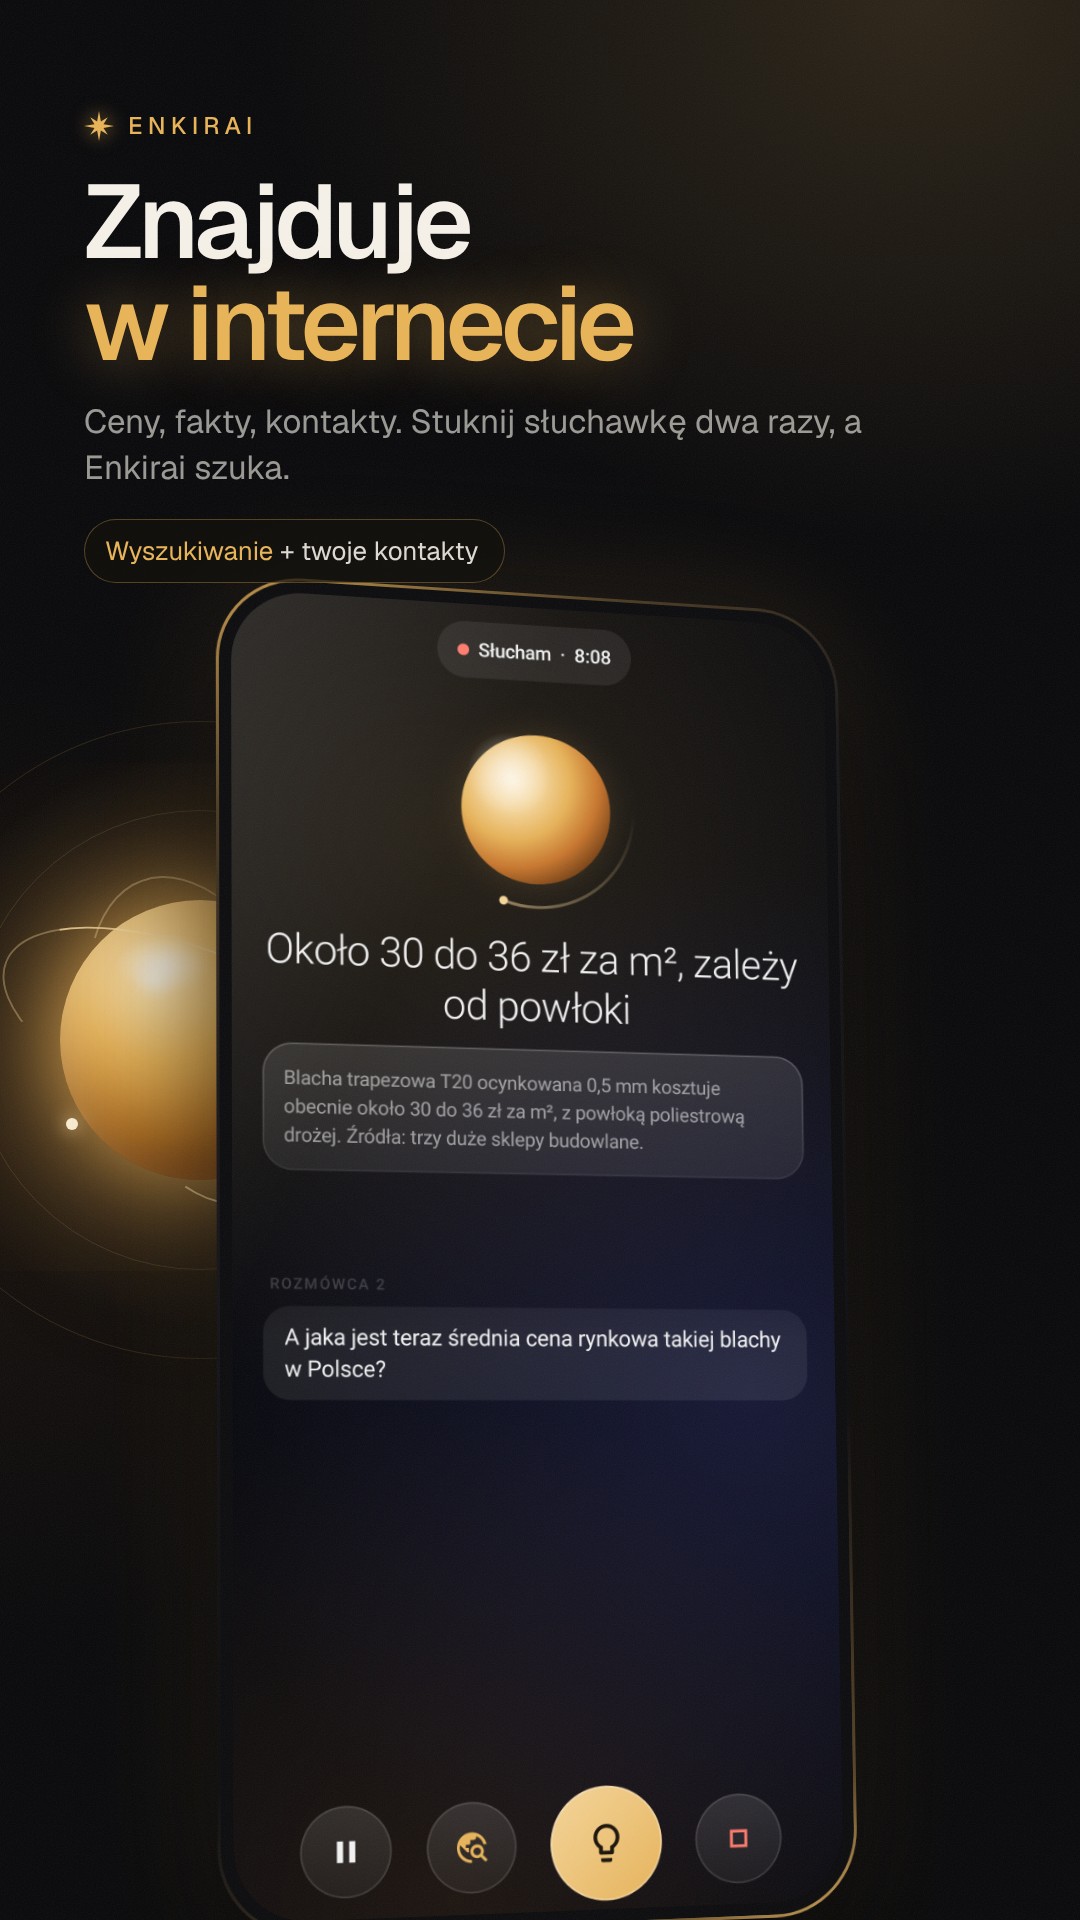 ENKIRAI
Znajduje
w internecie
Ceny, fakty, kontakty. Stuknij słuchawkę dwa razy, a
Enkirai szuka.
Wyszukiwanie + twoje kontakty
Słucham · 8:08
Około 30 do 36 zł za m², zależy
od powłoki
Blacha trapezowa T20 ocynkowana 0,5 mm kosztuje
obecnie około 30 do 36 zł za m², z powłoką poliestrową
drożej. Źródła: trzy duże sklepy budowlane.
ROZMÓWCA 2
A jaka jest teraz średnia cena rynkowa takiej blachy
w Polsce?